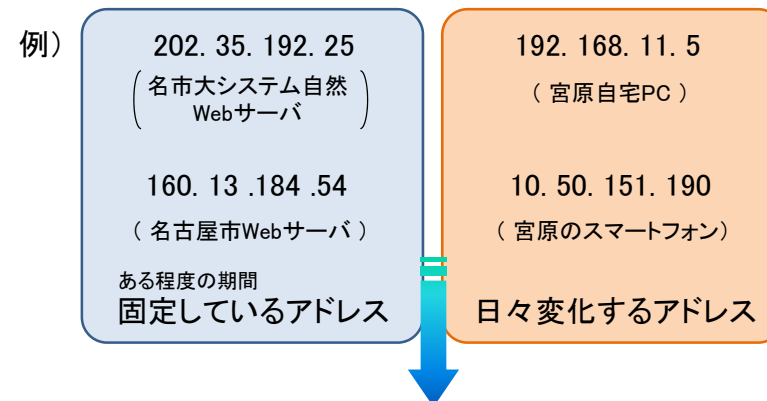 例）
202. 35. 192. 25
名市大システム自然
Webサーバ
160. 13 .184 .54
（ 名古屋市Webサーバ ）
ある程度の期間
固定しているアドレス
192. 168. 11. 5
（ 宮原自宅PC ）
10. 50. 151. 190
（ 宮原のスマートフォン）
日々変化するアドレス